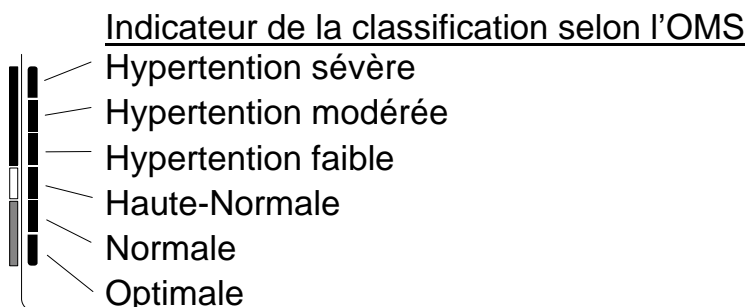 Indicateur de la classification selon l’OMS
Hypertention sévère
Hypertention modérée
Hypertention faible
Haute-Normale
Normale
Optimale